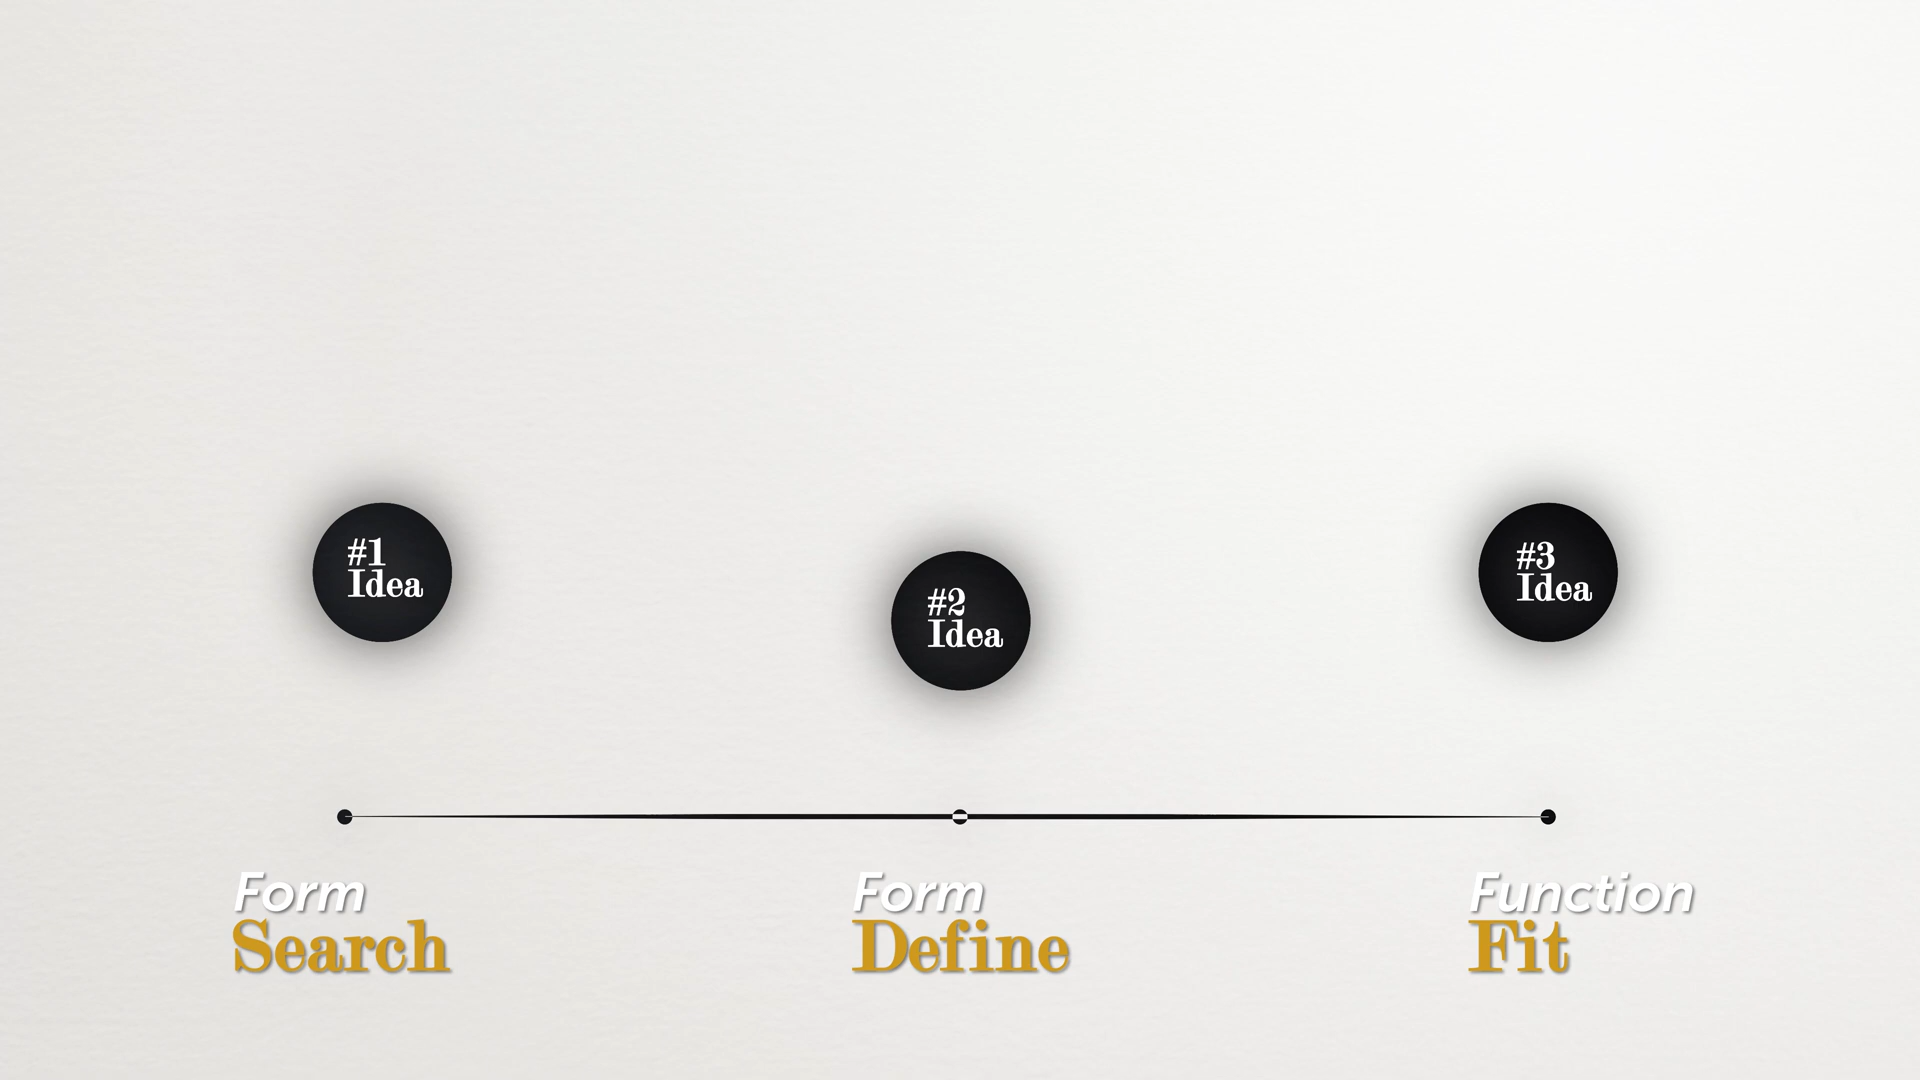 #1
Idea
#2
Idea
#3
Idea
Form
Search
Form
Define
Function
Fit